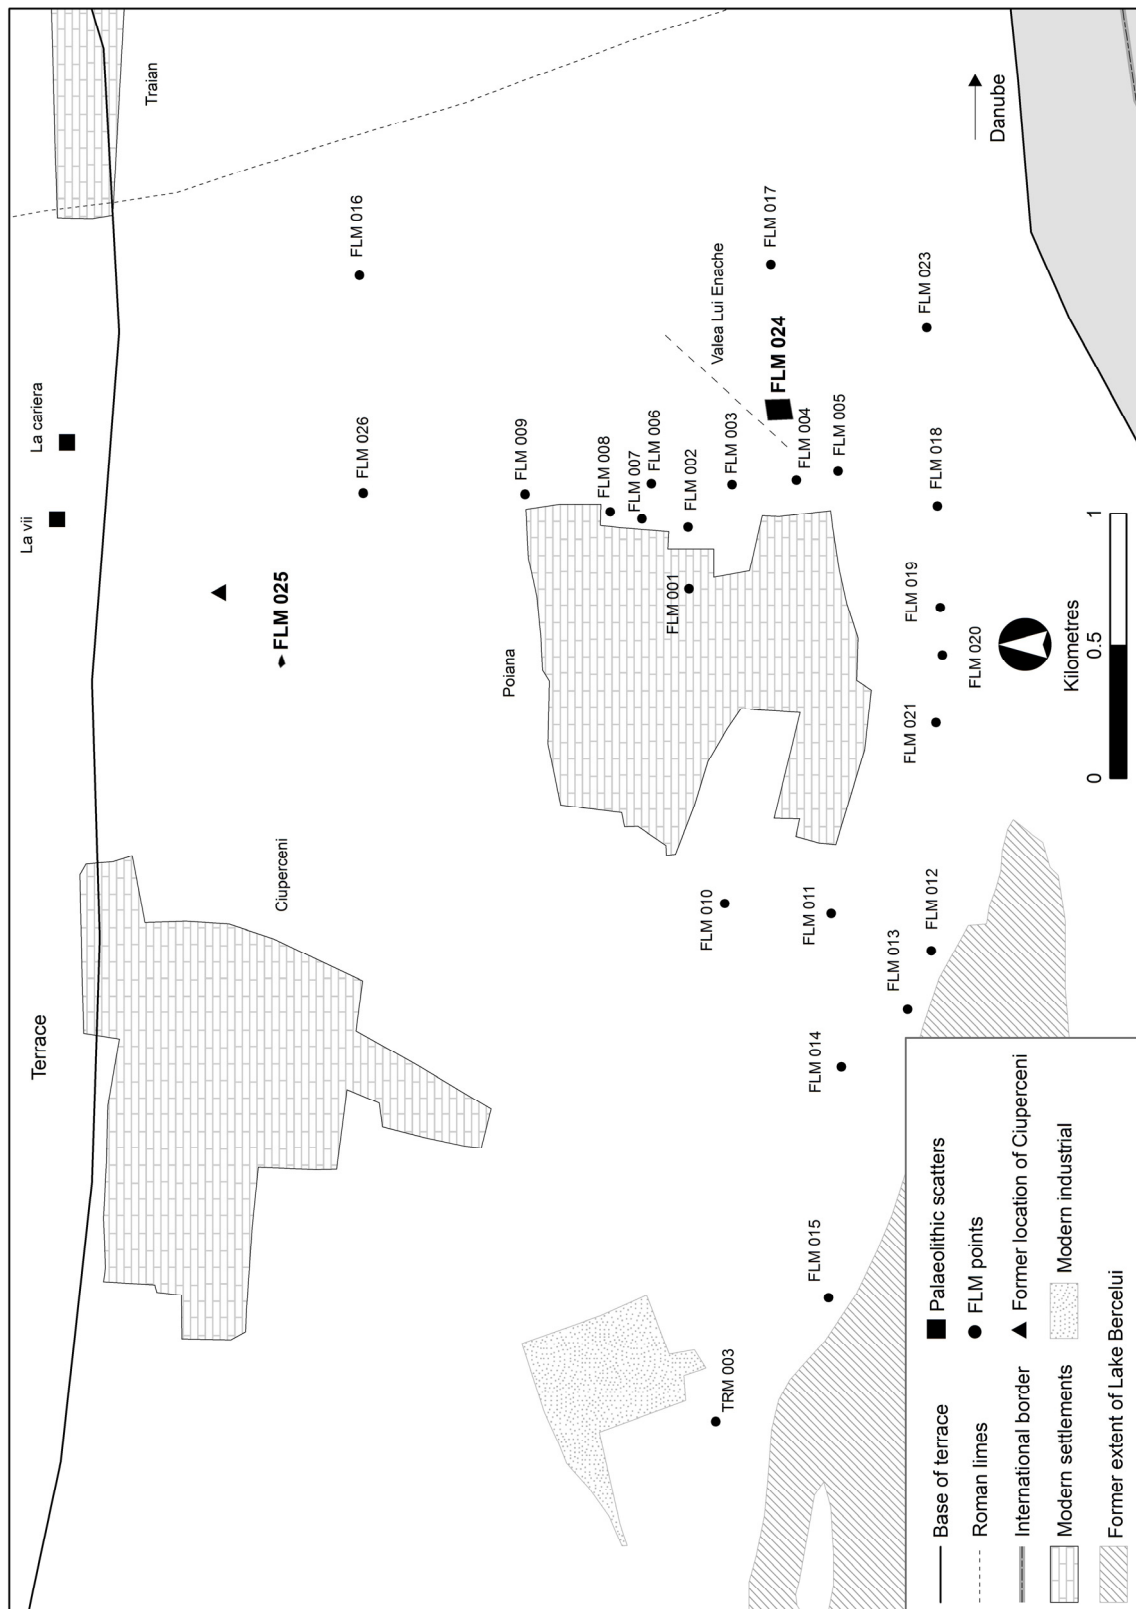 Terrace
La vii
La cariera
Traian
Ciuperceni
FLM 025
FLM 026
FLM 016
Poiana
FLM 009
FLM 008
FLM 007
FLM 006
FLM 001
FLM 002
FLM 003
Valea Lui Enache
FLM 024
FLM 017
FLM 004
FLM 005
FLM 010
FLM 011
TRM 003
FLM 015
FLM 014
FLM 013
FLM 012
FLM 021
FLM 020
FLM 019
FLM 018
FLM 023
Danube
Kilometres
0
0.5
1
Base of terrace
Roman limes
International border
Modern settlements
Former extent of Lake Bercelui
Palaeolithic scatters
FLM points
Former location of Ciuperceni
Modern industrial